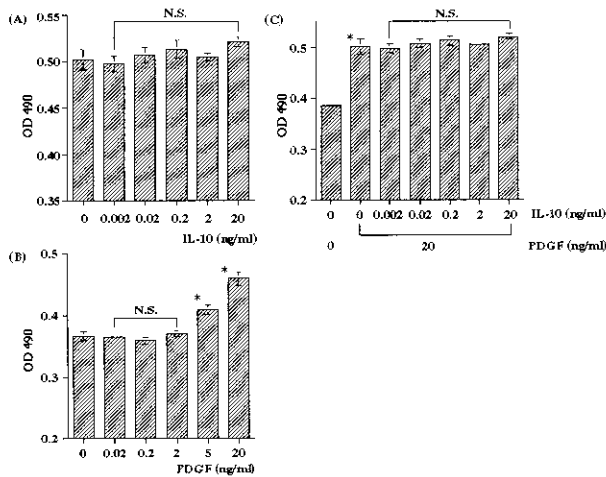 (A)
N.S.
0.55
0.50
0.45
0.40
0.35
OD 490
0 0.002 0.02 0.2 2 20
IL-10 (ng/ml)
(B)
N.S.
0.5
0.4
0.3
0.2
OD 490
* *
0 0.02 0.2 2 5 20
PDGF (ng/ml)
(C)
N.S.
*
0.5
0.4
0.3
0.2
OD 490
0 0 0.002 0.02 0.2 2 20 IL-10 (ng/ml)
0 20 PDGF (ng/ml)